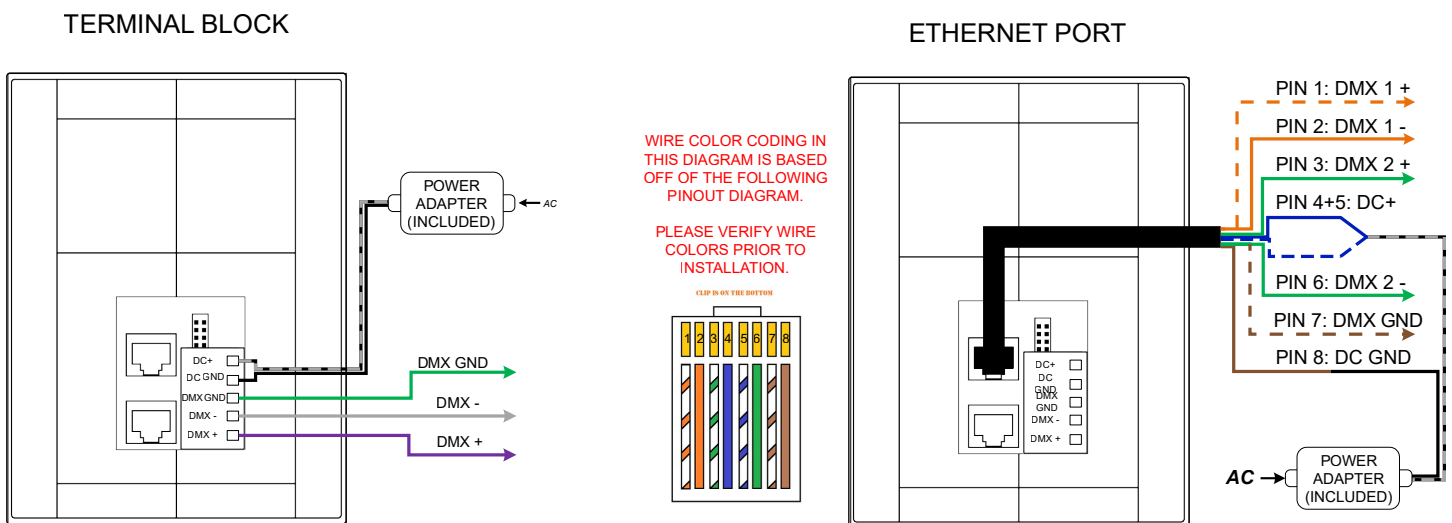 TERMINAL BLOCK
POWER
ADAPTER
(INCLUDED)
AC
DC+
DC GND
DMX GND
DMX -
DMX +
DMX GND
DMX -
DMX +
WIRE COLOR CODING IN
THIS DIAGRAM IS BASED
OFF OF THE FOLLOWING
PINOUT DIAGRAM.
PLEASE VERIFY WIRE
COLORS PRIOR TO
INSTALLATION.
CLIP IS ON THE BOTTOM
1 2 3 4 5 6 7 8
ETHERNET PORT
PIN 1: DMX 1 +
PIN 2: DMX 1 -
PIN 3: DMX 2 +
PIN 4+5: DC+
PIN 6: DMX 2 -
PIN 7: DMX GND
PIN 8: DC GND
DC+
DC
GND
DMX
GND
DMX -
DMX +
AC
POWER
ADAPTER
(INCLUDED)